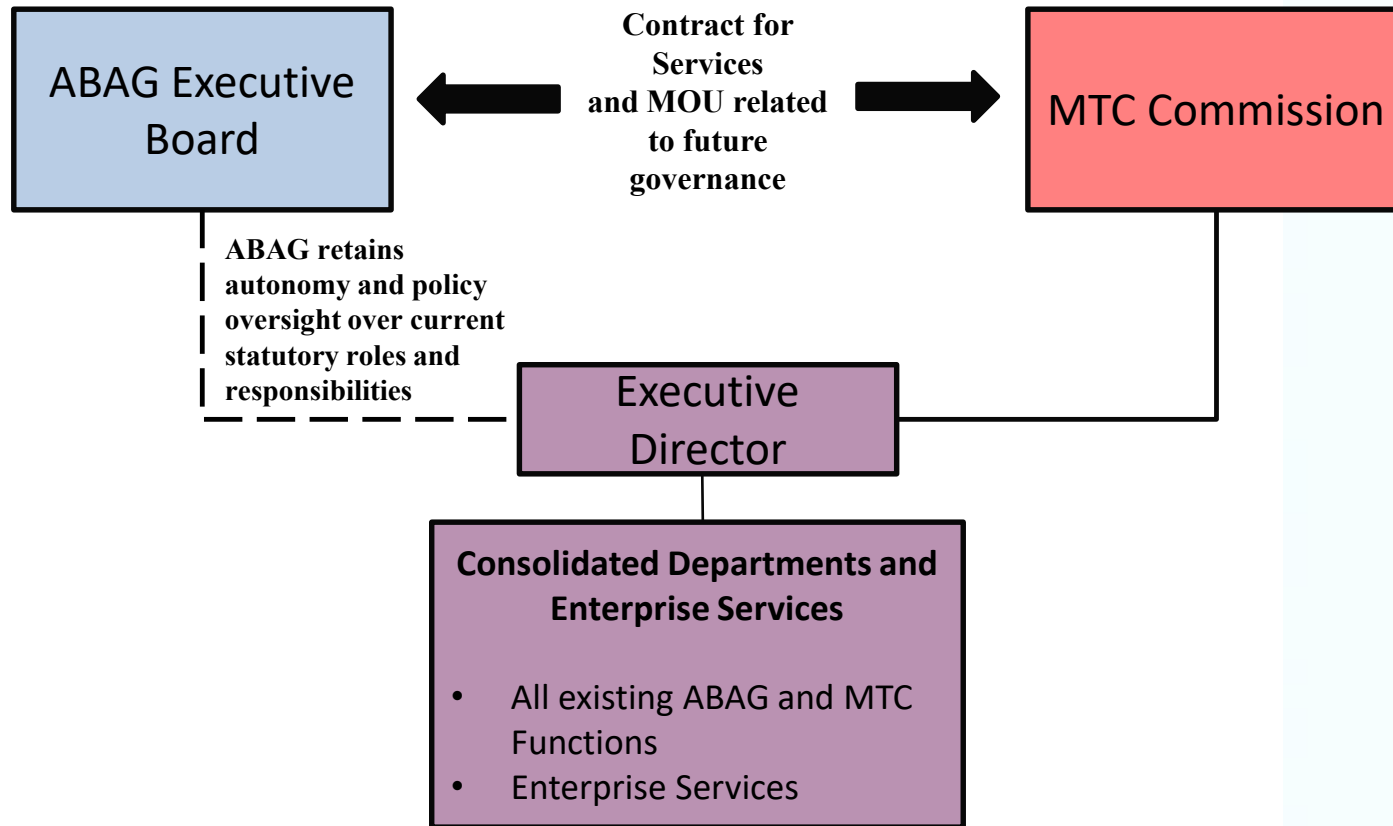 ABAG Executive
Board
Contract for
Services
and MOU related
to future
governance
MTC Commission
ABAG retains
autonomy and policy
oversight over current
statutory roles and
responsibilities
Executive
Director
Consolidated Departments and
Enterprise Services
• All existing ABAG and MTC
Functions
• Enterprise Services